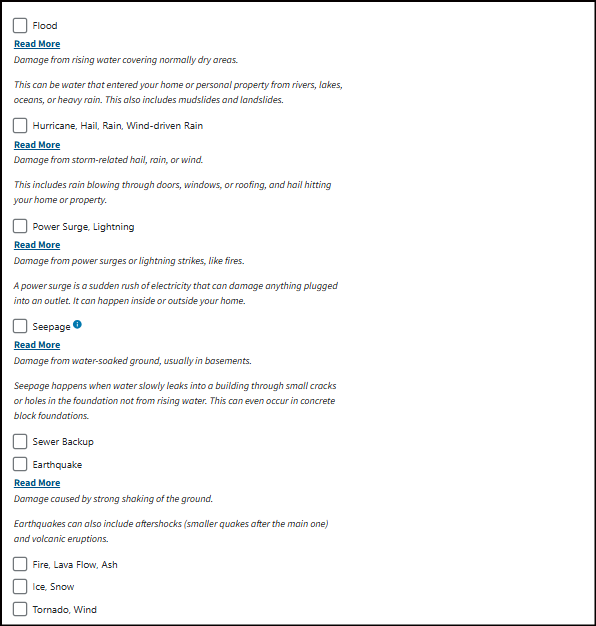 Flood
Read More
Damage from rising water covering normally dry areas.
This can be water that entered your home or personal property from rivers, lakes,
oceans, or heavy rain. This also includes mudslides and landslides.
Hurricane, Hail, Rain, Wind-driven Rain
Read More
Damage from storm-related hail, rain, or wind.
This includes rain blowing through doors, windows, or roofing, and hail hitting
your home or property.
Power Surge, Lightning
Read More
Damage from power surges or lightning strikes, like fires.
A power surge is a sudden rush of electricity that can damage anything plugged
into an outlet. It can happen inside or outside your home.
Seepage i
Read More
Damage from water-soaked ground, usually in basements.
Seepage happens when water slowly leaks into a building through small cracks
or holes in the foundation not from rising water. This can even occur in concrete
block foundations.
Sewer Backup
Earthquake
Read More
Damage caused by strong shaking of the ground.
Earthquakes can also include aftershocks (smaller quakes after the main one)
and volcanic eruptions.
Fire, Lava Flow, Ash
Ice, Snow
Tornado, Wind